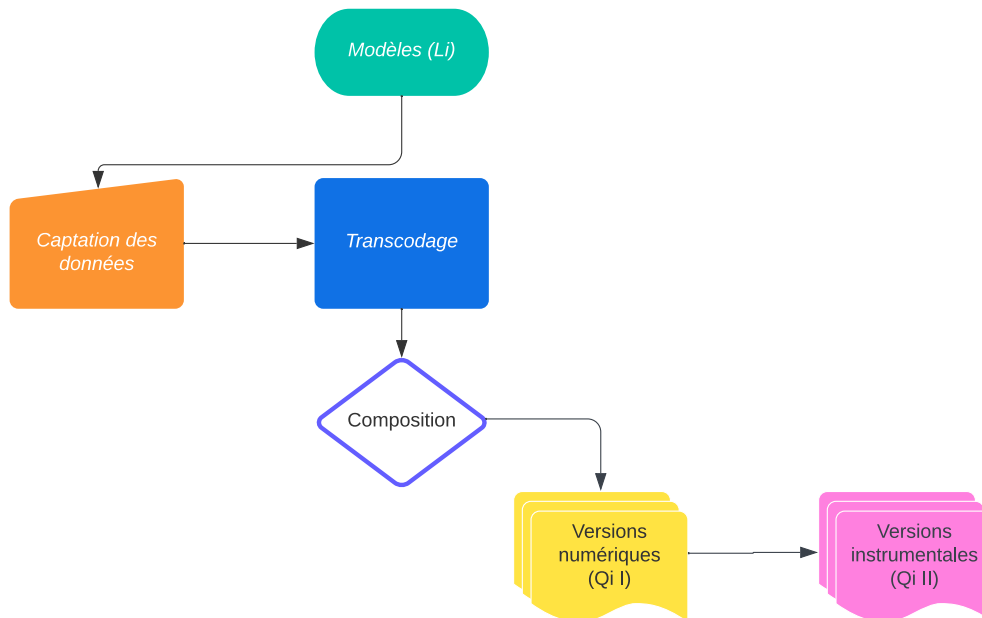 Modèles (Li)
Captation des
données
Transcodage
Composition
Versions
numériques
(Qi I)
Versions
instrumentales
(Qi II)